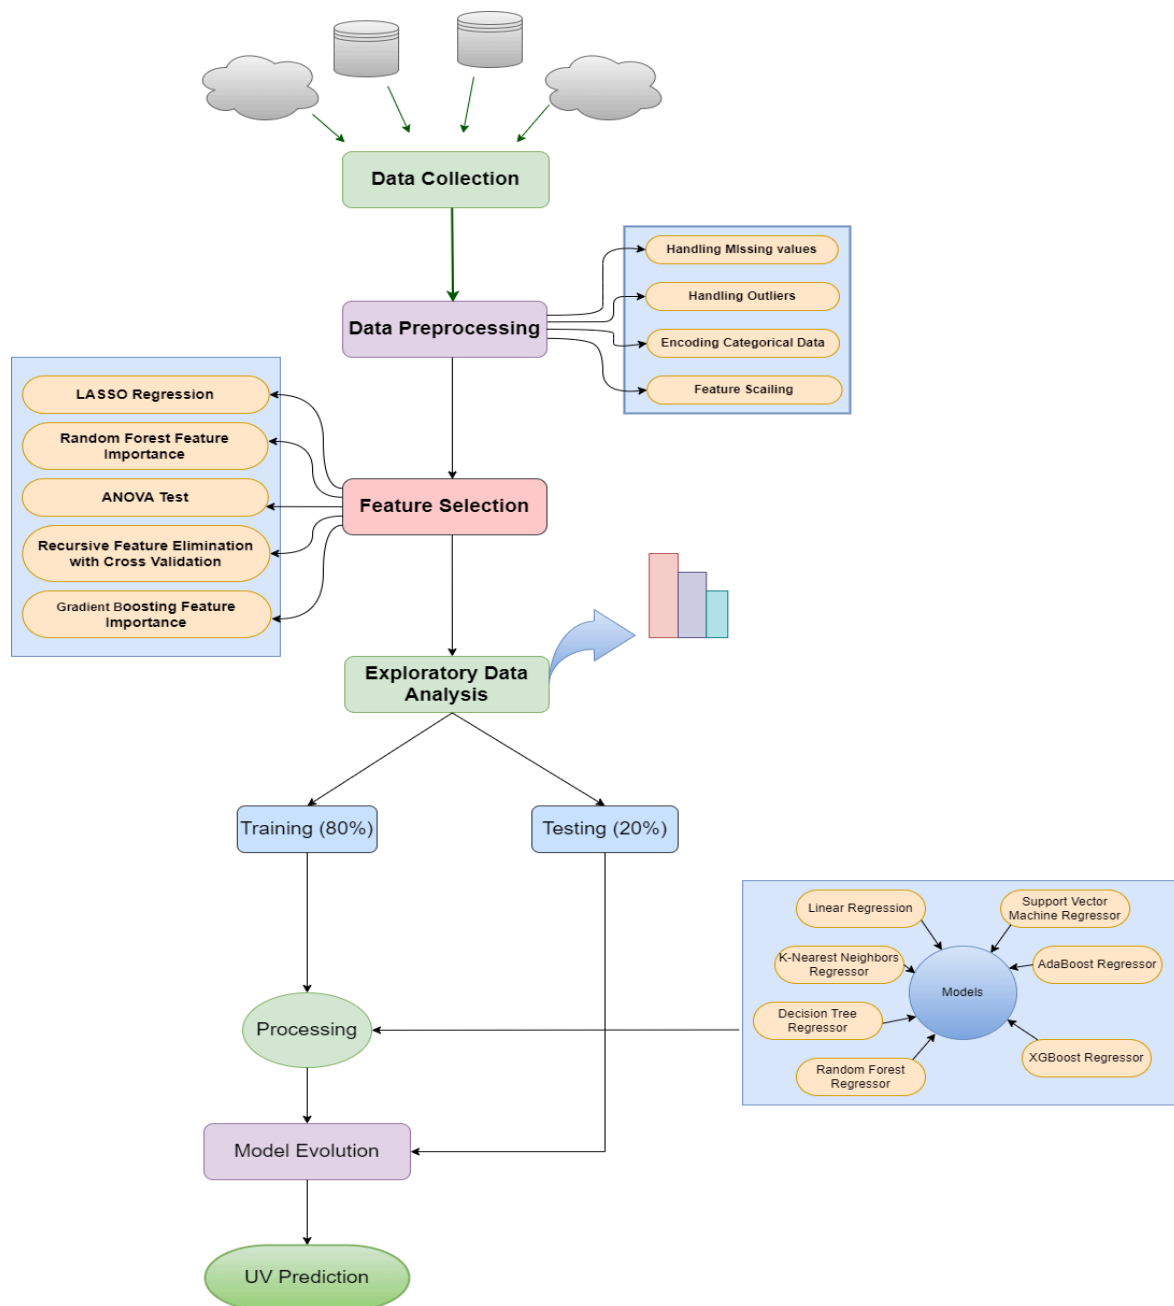 Data Collection
Data Preprocessing
Handling MIssing values
Handling Outliers
Encoding Categorical Data
Feature Scailing
LASSO Regression
Random Forest Feature
Importance
ANOVA Test
Recursive Feature Elimination
with Cross Validation
Gradient Boosting Feature
Importance
Feature Selection
Exploratory Data
Analysis
Training (80%)
Testing (20%)
Linear Regression
Support Vector
Machine Regressor
K-Nearest Neighbors
Regressor
AdaBoost Regressor
Models
Decision Tree
Regressor
XGBoost Regressor
Random Forest
Regressor
Processing
Model Evolution
UV Prediction